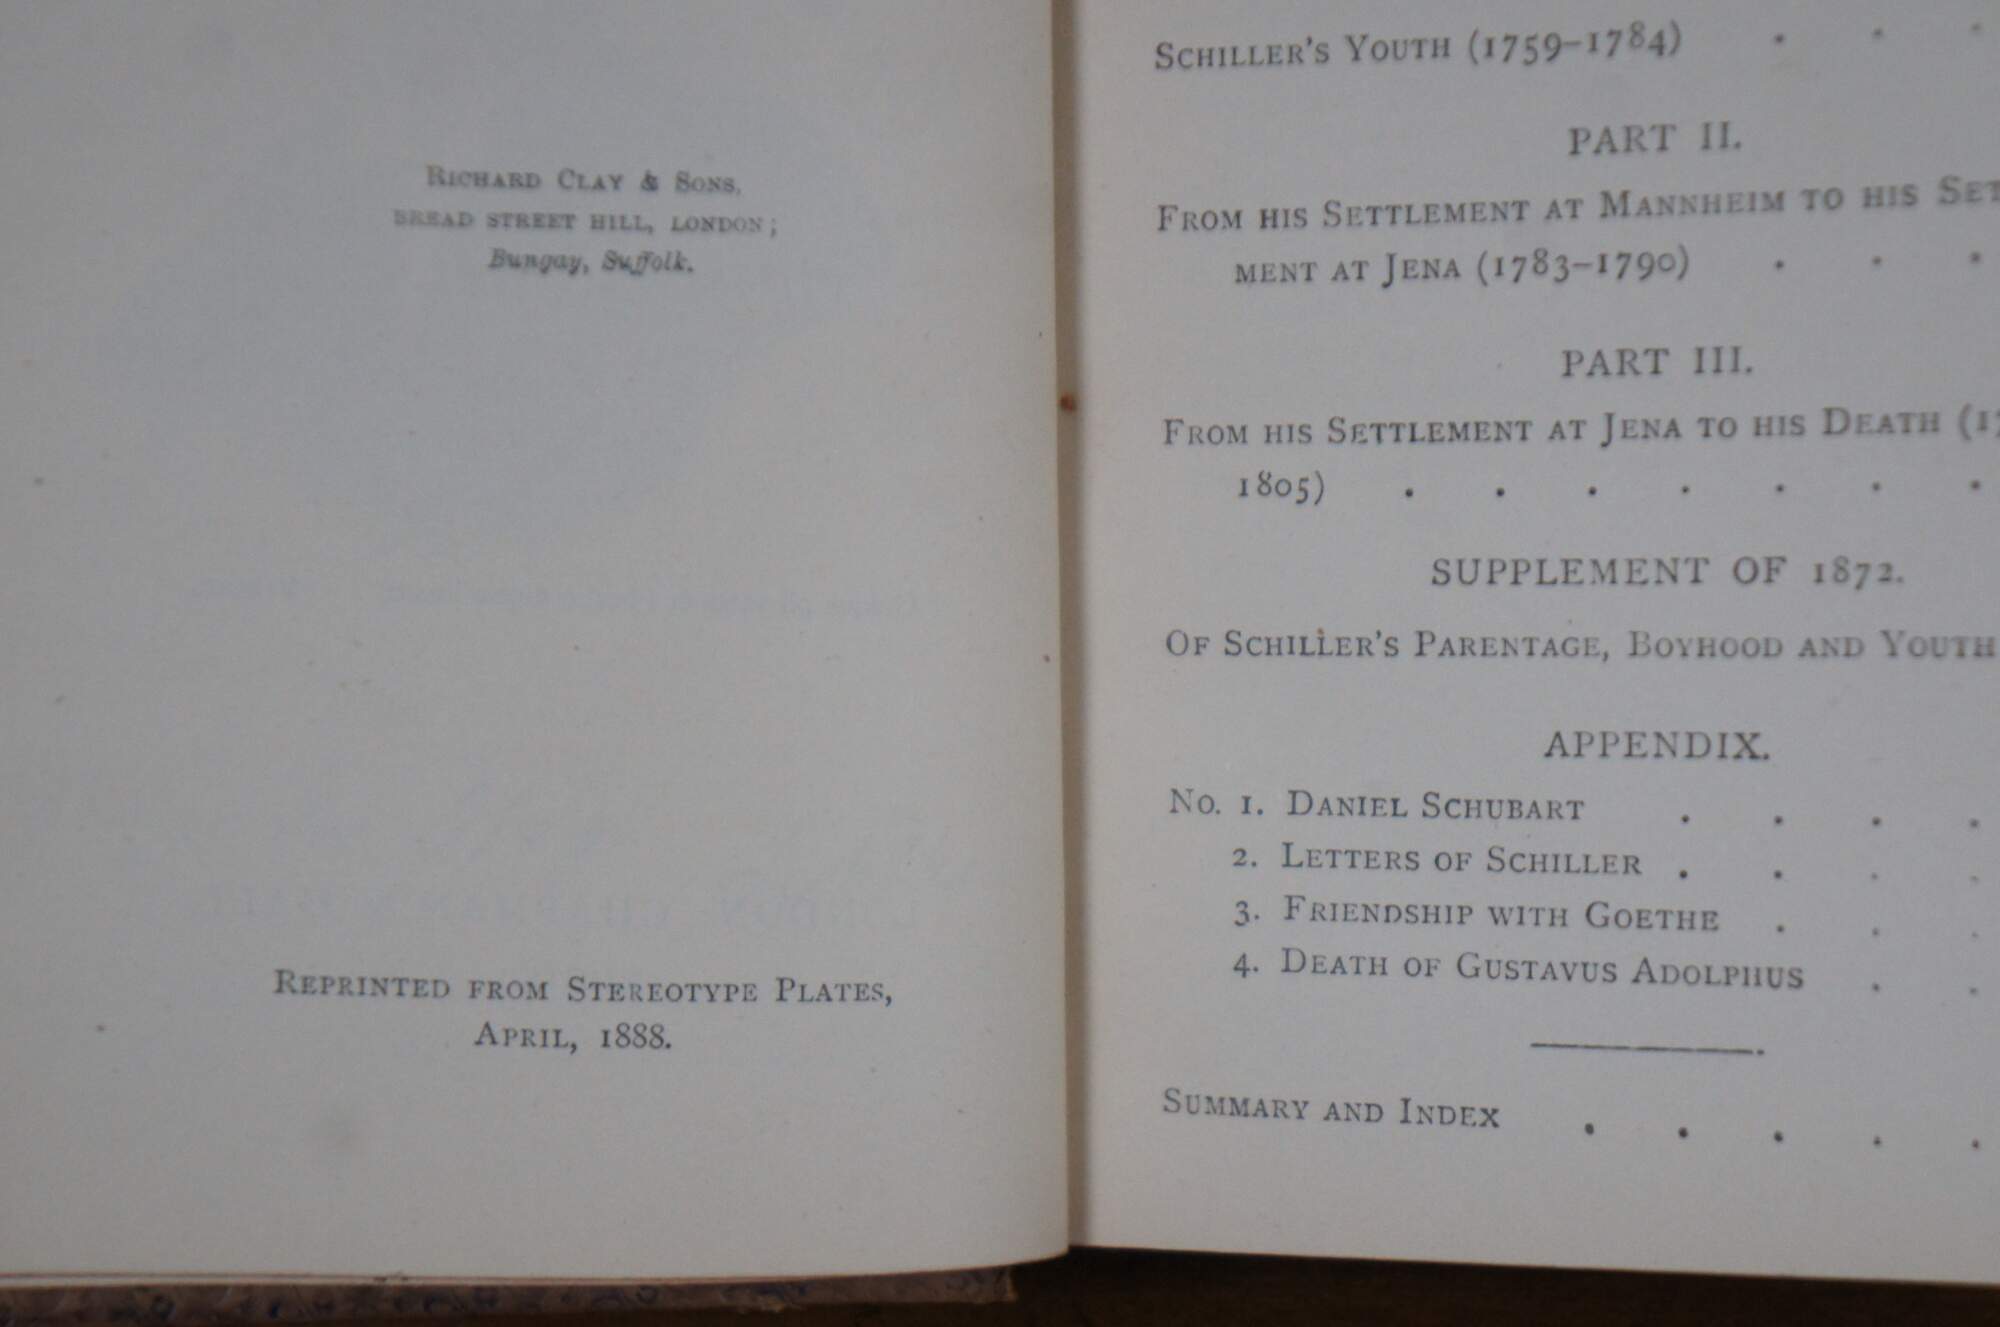 RICHARD CLAY & SONS,
BREAD STREET HILL, LONDON;
Bungay, Suffolk.
REPRINTED FROM STEREOTYPE PLATES,
APRIL, 1888.
SCHILLER'S YOUTH (1759–1784) . . .
PART II.
FROM HIS SETTLEMENT AT MANNHEIM TO HIS SET
MENT AT JENA (1783–1790) . . .
PART III.
FROM HIS SETTLEMENT AT JENA TO HIS DEATH (17
1805) . . . . . . .
SUPPLEMENT OF 1872.
OF SCHILLER'S PARENTAGE, BOYHOOD AND YOUTH
APPENDIX.
NO. 1. DANIEL SCHUBART . . . .
2. LETTERS OF SCHILLER . . . .
3. FRIENDSHIP WITH GOETHE . . .
4. DEATH OF GUSTAVUS ADOLPHUS . .
SUMMARY AND INDEX . . . . .